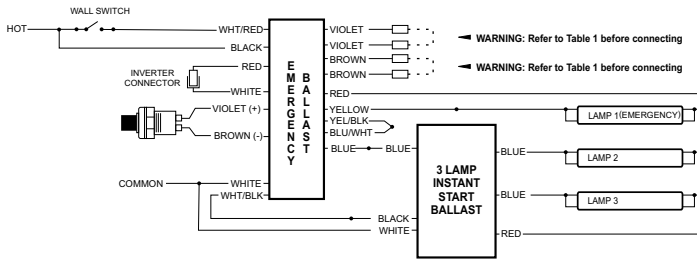 WALL SWITCH
HOT
WHT/RED
BLACK
RED
INVERTER
CONNECTOR
WHITE
VIOLET (+)
BROWN (-)
COMMON
WHITE
WHT/BLK
EMERGENCY
BALLAST
VIOLET
VIOLET
BROWN
BROWN
RED
YELLOW
YEL/BLK
BLU/WHT
BLUE
BLUE
WARNING: Refer to Table 1 before connecting
WARNING: Refer to Table 1 before connecting
BLACK
WHITE
3 LAMP
INSTANT
START
BALLAST
BLUE
BLUE
RED
LAMP 1(EMERGENCY)
LAMP 2
LAMP 3